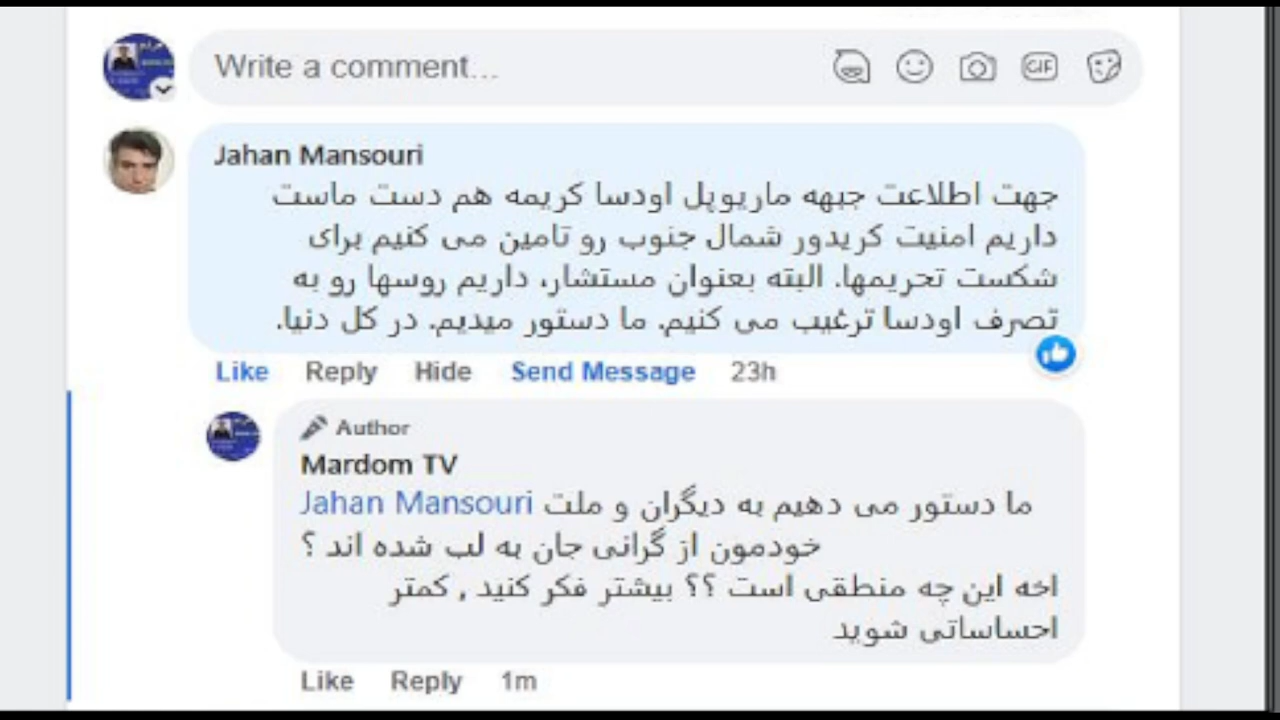 Write a comment...
GIF
Jahan Mansouri
جهت اطلاعت جبهه ماریوپل اودسا کریمه هم دست ماست
داریم امنیت کریدور شمال جنوب رو تامین می کنیم برای
شکست تحریمها. البته بعنوان مستشار، داریم روسها رو به
تصرف اودسا ترغیب می کنیم. ما دستور میدیم. در کل دنیا.
Like Reply Hide Send Message 23h
Author
Mardom TV
Jahan Mansouri ما دستور می دهیم به دیگران و ملت
خودمون از گرانی جان به لب شده اند ؟
اخه این چه منطقی است ؟؟ بیشتر فکر کنید , کمتر
احساساتی شوید
Like Reply 1m